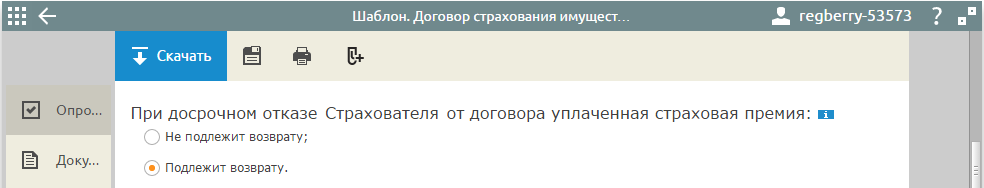 Шаблон. Договор страхования имущест...
regberry-53573
?
Скачать
Опро...
Доку...
При досрочном отказе Страхователя от договора уплаченная страховая премия:
Не подлежит возврату;
Подлежит возврату.